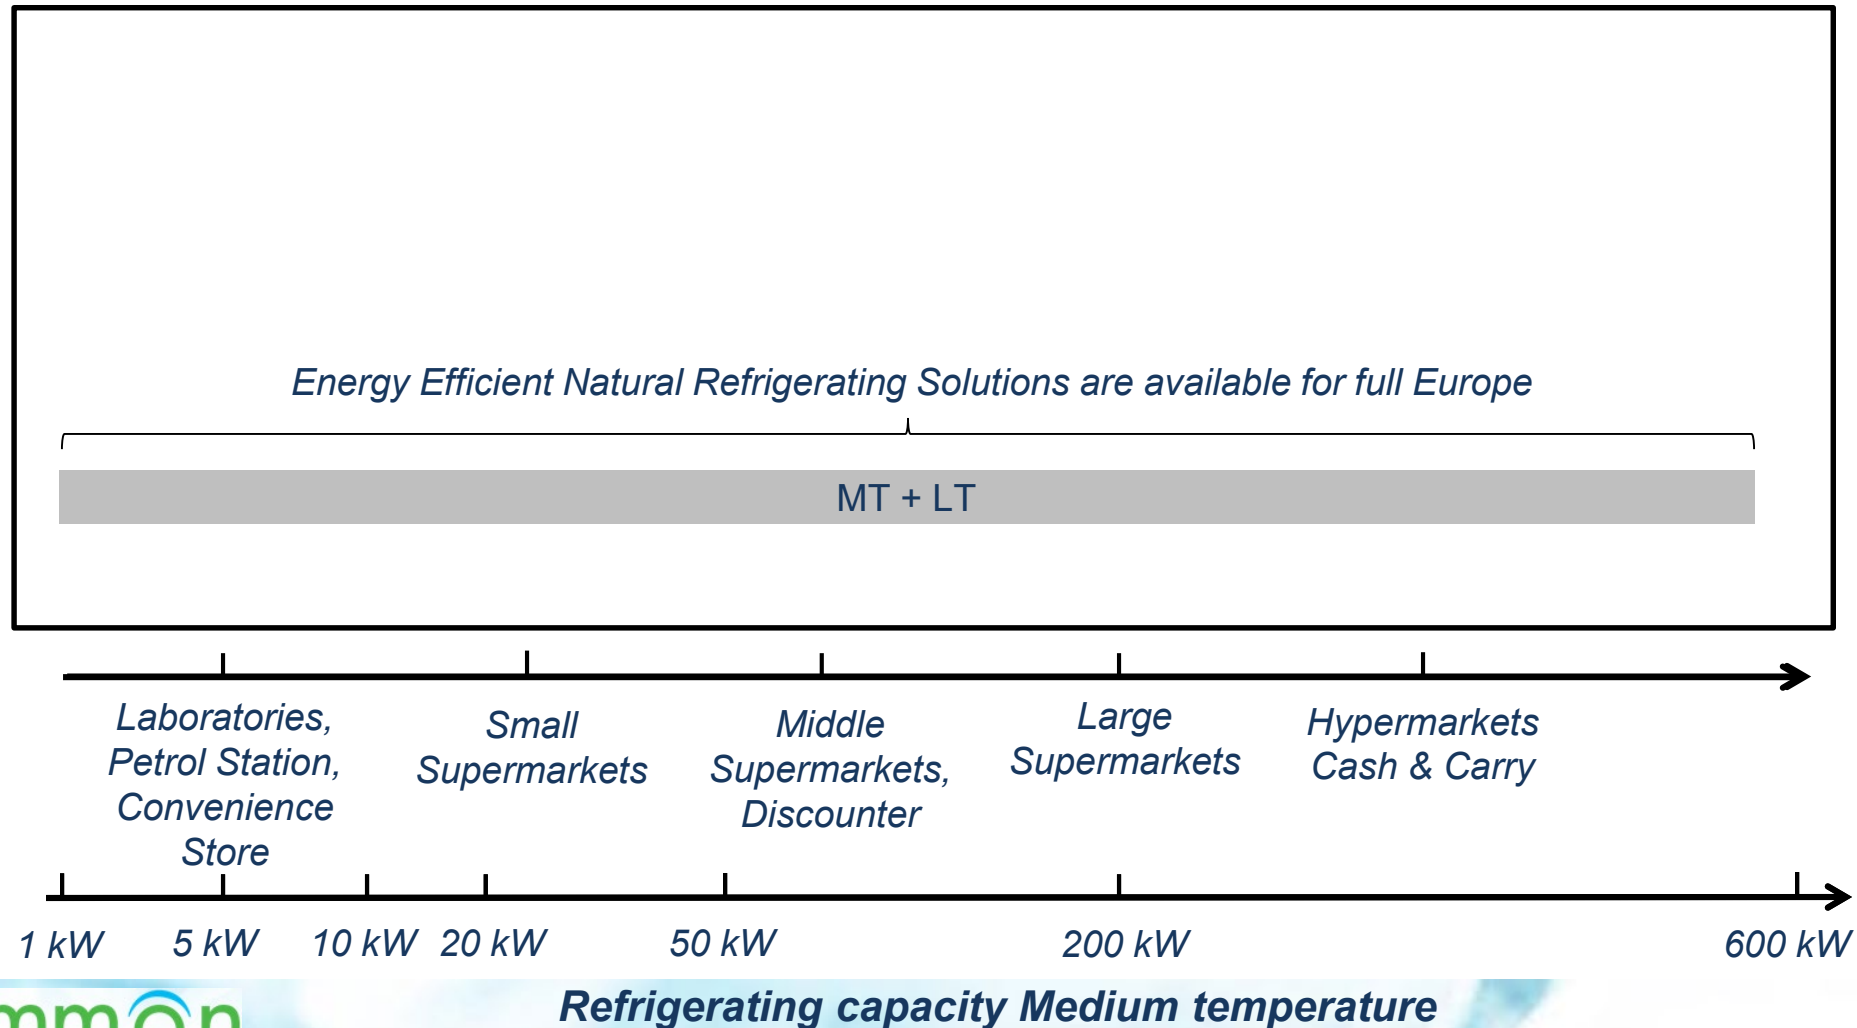 Energy Efficient Natural Refrigerating Solutions are available for full Europe
MT + LT
Laboratories,
Petrol Station,
Convenience
Store
Small
Supermarkets
Middle
Supermarkets,
Discounter
Large
Supermarkets
Hypermarkets
Cash & Carry
1 kW 5 kW 10 kW 20 kW 50 kW 200 kW 600 kW
Refrigerating capacity Medium temperature